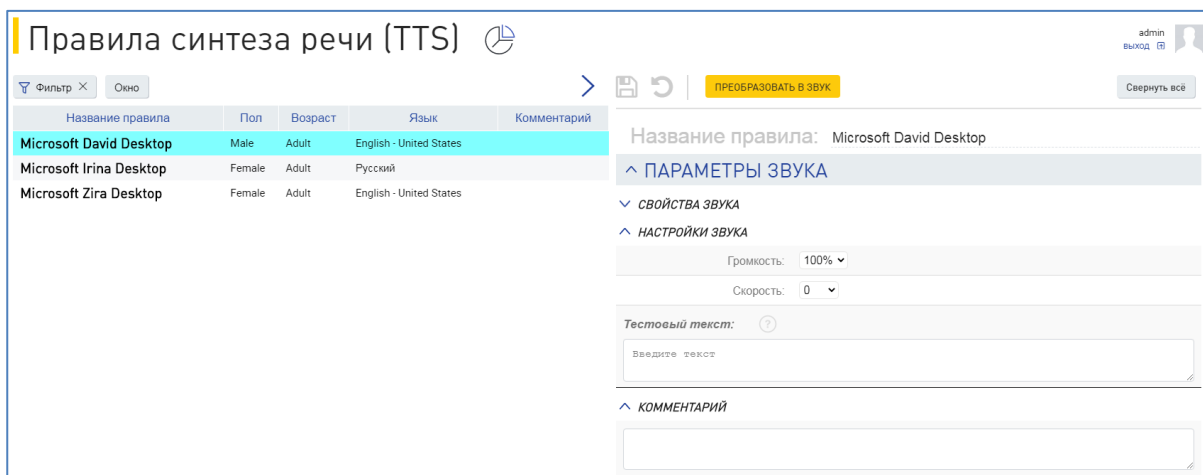 Правила синтеза речи (TTS)
admin
выход
Фильтр × Окно
ПРЕОБРАЗОВАТЬ В ЗВУК
Свернуть всё
Название правила Пол Возраст Язык Комментарий
Microsoft David Desktop Male Adult English - United States
Microsoft Irina Desktop Female Adult Русский
Microsoft Zira Desktop Female Adult English - United States
Название правила: Microsoft David Desktop
ПАРАМЕТРЫ ЗВУКА
СВОЙСТВА ЗВУКА
НАСТРОЙКИ ЗВУКА
Громкость: 100%
Скорость: 0
Тестовый текст: ?
Введите текст
КОММЕНТАРИЙ